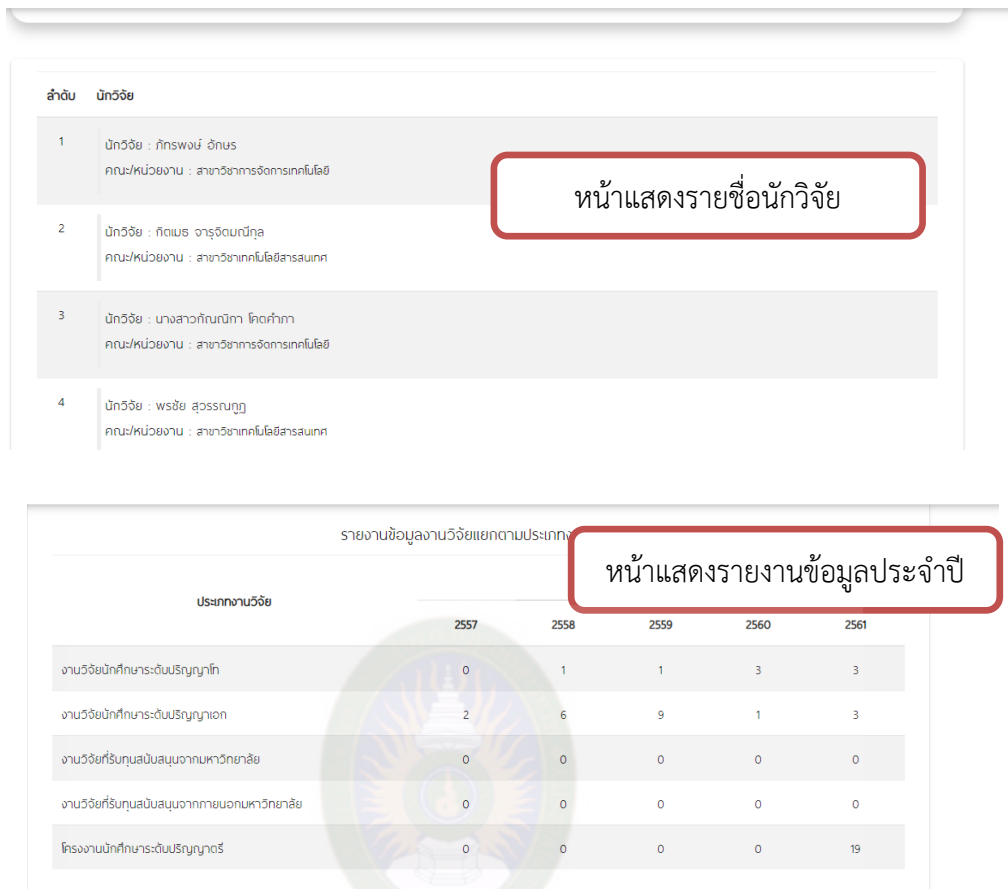 ลำดับ นักวิจัย
1 นักวิจัย : ภัทรพงษ์ อักษร
คณะ/หน่วยงาน : สาขาวิชาการจัดการเทคโนโลยี
หน้าแสดงรายชื่อนักวิจัย
2 นักวิจัย : กิตเมธ จารุจิตมณีกุล
คณะ/หน่วยงาน : สาขาวิชาเทคโนโลยีสารสนเทศ
3 นักวิจัย : นางสาวกัณณิกา โคตคำภา
คณะ/หน่วยงาน : สาขาวิชาการจัดการเทคโนโลยี
4 นักวิจัย : พรชัย สุวรรณกูฏ
คณะ/หน่วยงาน : สาขาวิชาเทคโนโลยีสารสนเทศ
รายงานข้อมูลงานวิจัยแยกตามประเภท
หน้าแสดงรายงานข้อมูลประจำปี
ประเภทงานวิจัย
2557 2558 2559 2560 2561
งานวิจัยนักศึกษาระดับปริญญาโท 0 1 1 3 3
งานวิจัยนักศึกษาระดับปริญญาเอก 2 6 9 1 3
งานวิจัยที่รับทุนสนับสนุนจากมหาวิทยาลัย 0 0 0 0 0
งานวิจัยที่รับทุนสนับสนุนจากภายนอกมหาวิทยาลัย 0 0 0 0 0
โครงงานนักศึกษาระดับปริญญาตรี 0 0 0 0 19